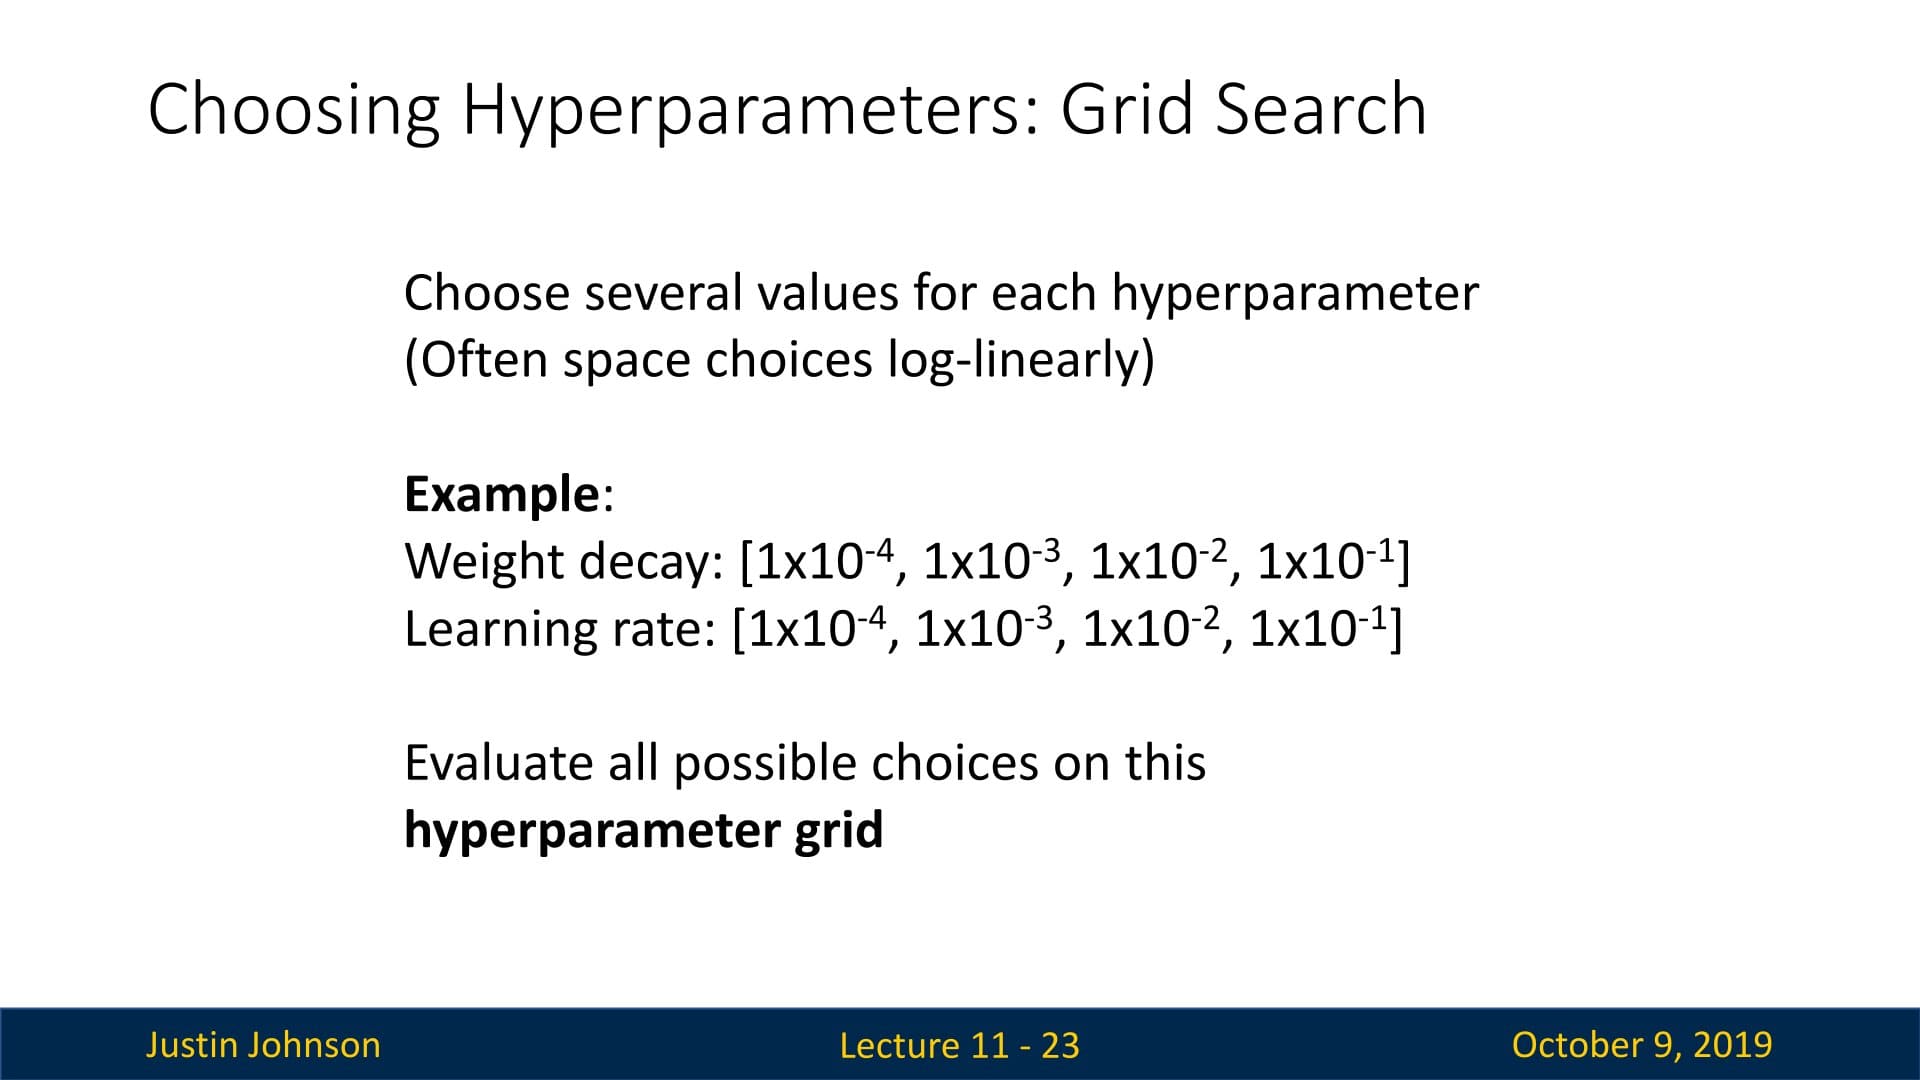 Choosing Hyperparameters: Grid Search
Choose several values for each hyperparameter
(Often space choices log-linearly)
Example:
Weight decay: [1x10⁻⁴, 1x10⁻³, 1x10⁻², 1x10⁻¹]
Learning rate: [1x10⁻⁴, 1x10⁻³, 1x10⁻², 1x10⁻¹]
Evaluate all possible choices on this
hyperparameter grid
Justin Johnson
Lecture 11 - 23
October 9, 2019